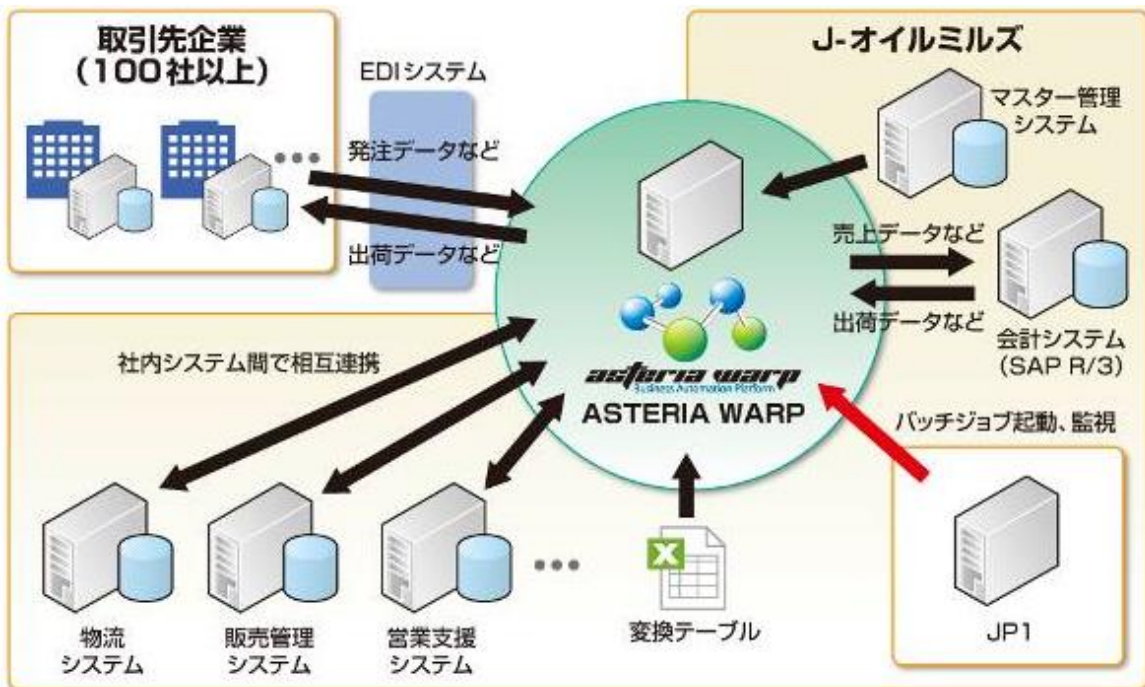 取引先企業
（100社以上）
EDIシステム
発注データなど
出荷データなど
J-オイルミルズ
マスター管理
システム
売上データなど
出荷データなど
会計システム
（SAP R/3）
社内システム間で相互連携
asteria warp
Business Automation Platform
ASTERIA WARP
バッチジョブ起動、監視
JP1
X
変換テーブル
物流
システム
販売管理
システム
営業支援
システム